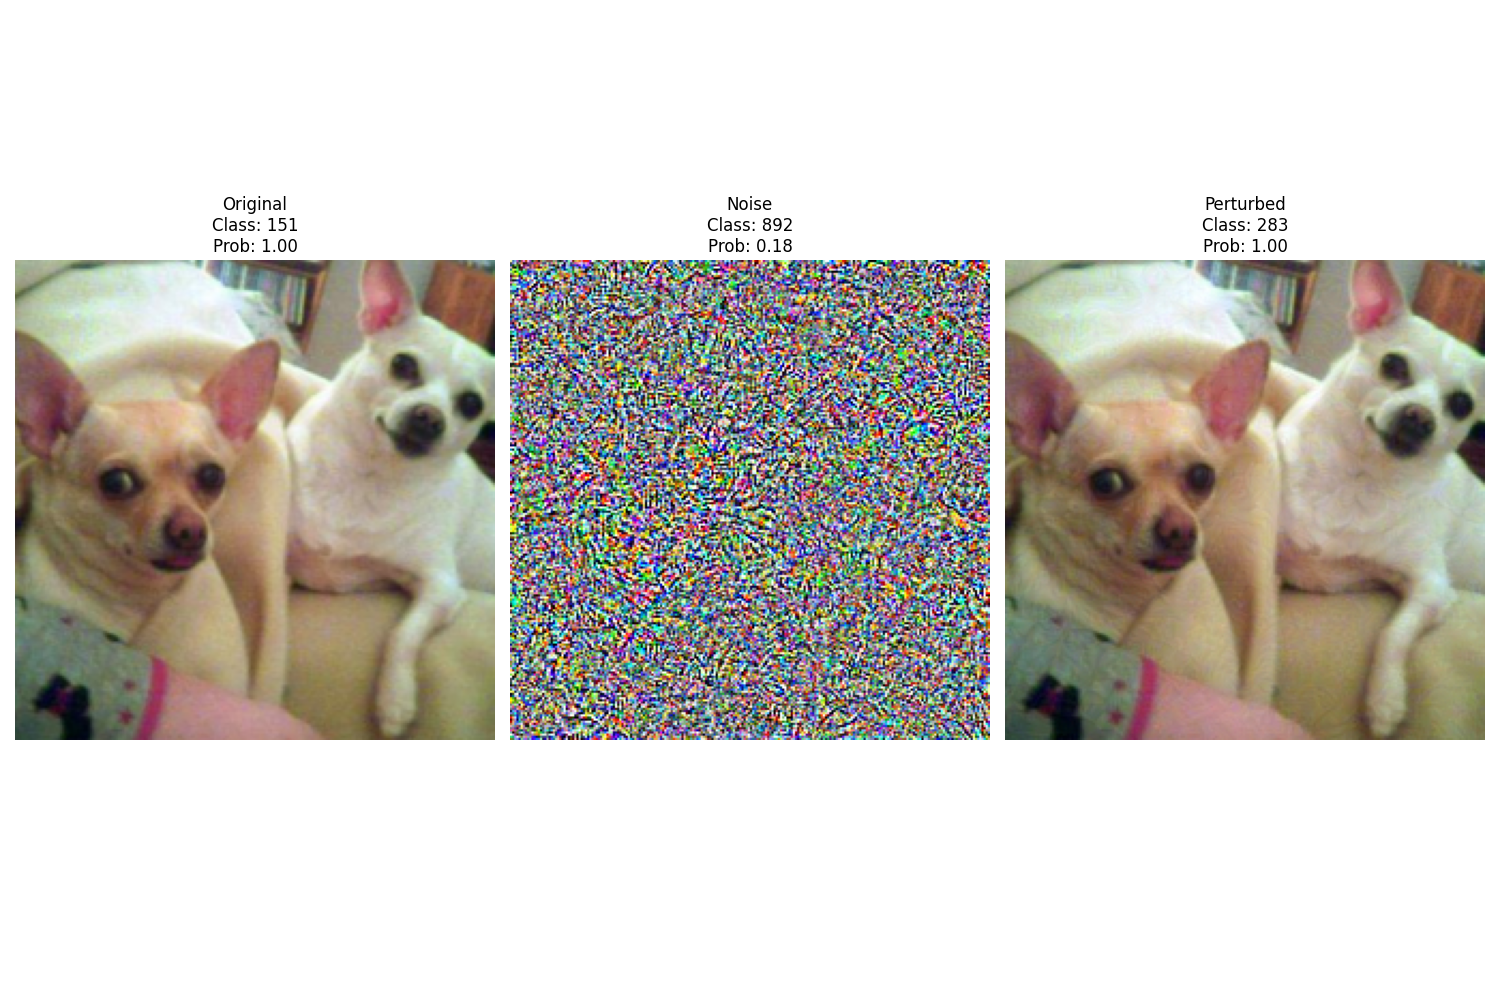 Original
Class: 151
Prob: 1.00
Noise
Class: 892
Prob: 0.18
Perturbed
Class: 283
Prob: 1.00